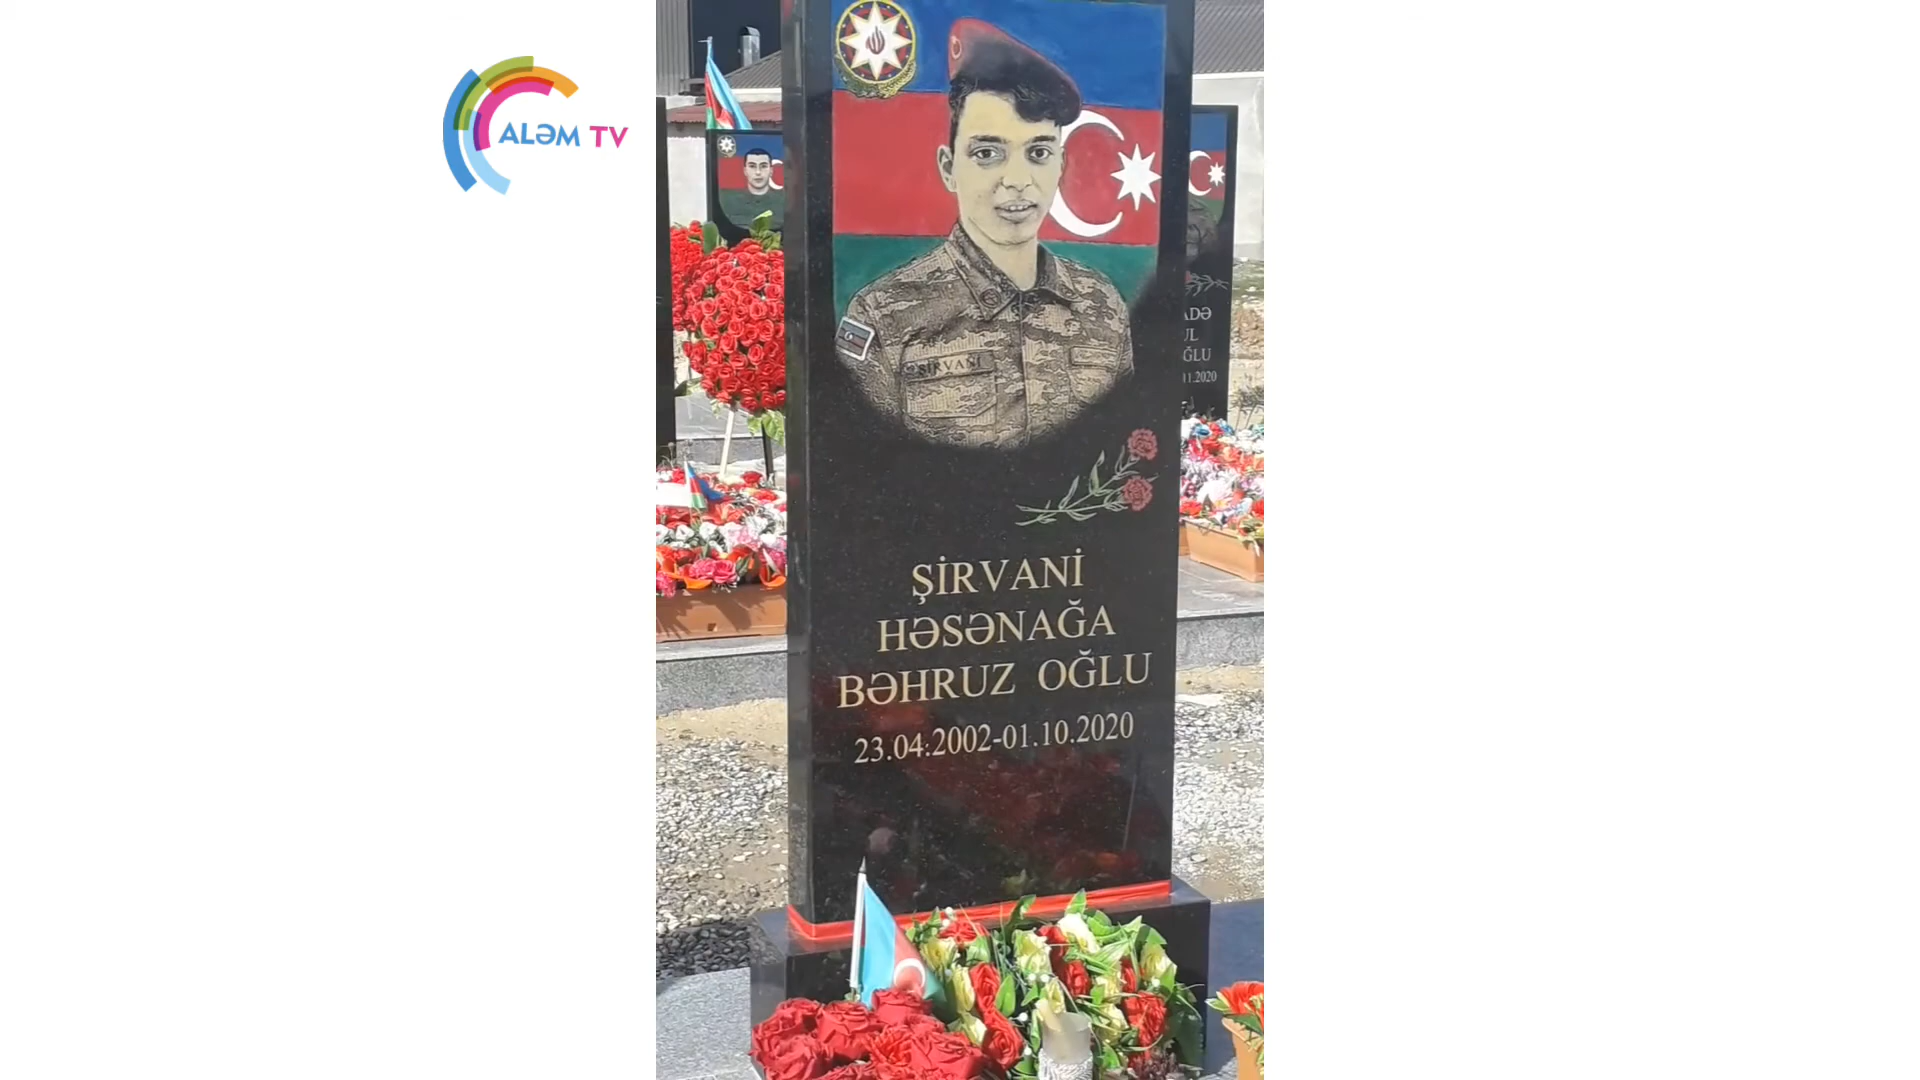 ALƏM TV
ŞİRVANİ
ŞİRVANİ
HƏSƏNAĞA
BƏHRUZ OĞLU
23.04.2002-01.10.2020